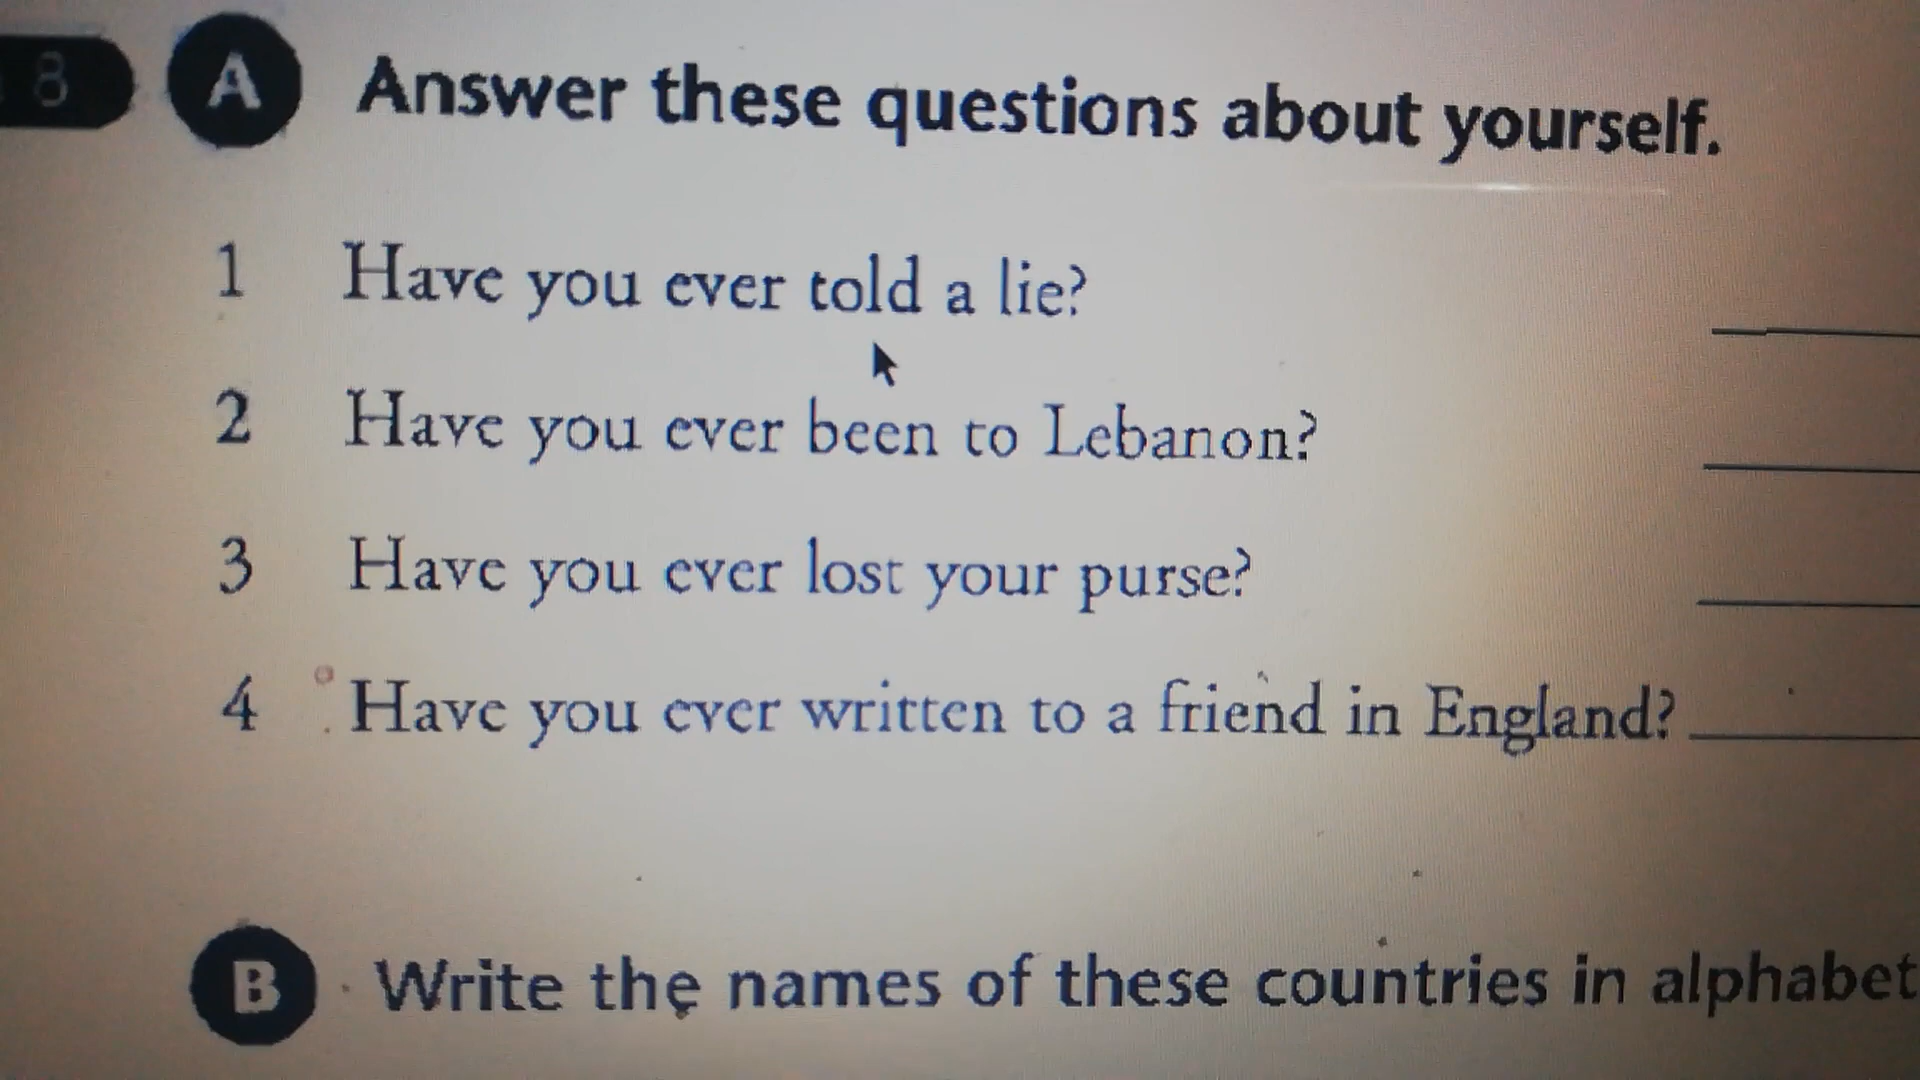 8 A Answer these questions about yourself.
1 Have you ever told a lie?
2 Have you ever been to Lebanon?
3 Have you ever lost your purse?
4 Have you ever written to a friend in England?
B Write the names of these countries in alphabet